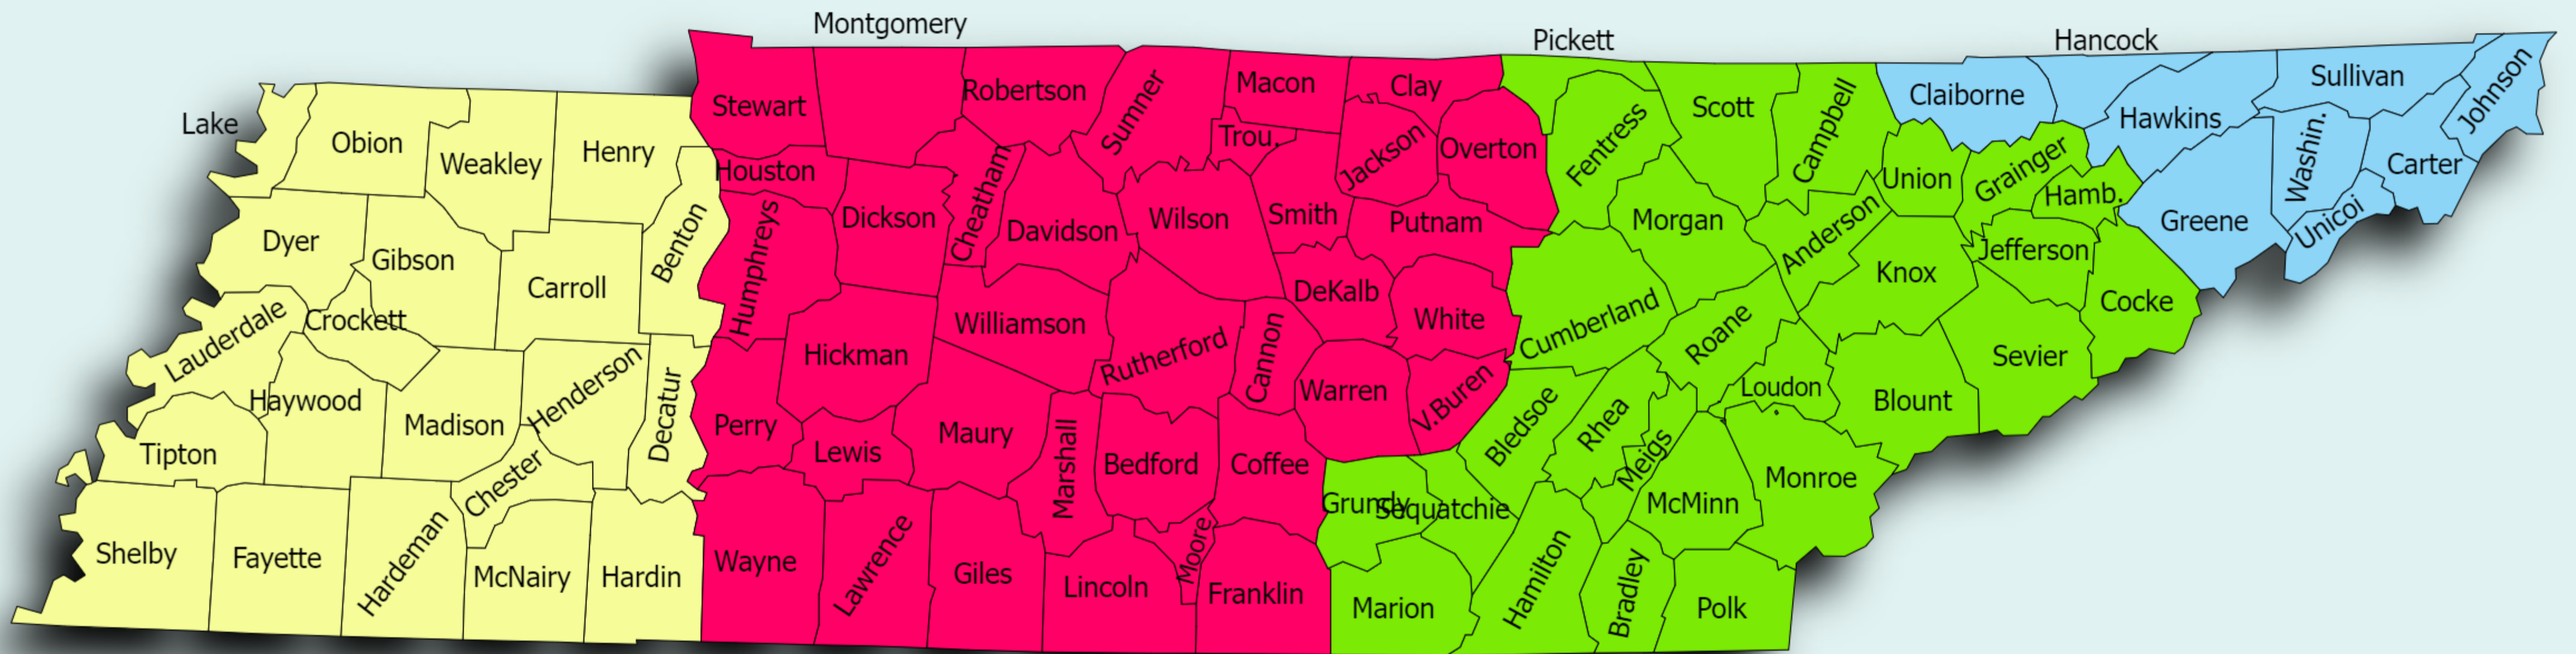 Montgomery
Pickett
Hancock
Lake
Obion
Weakley
Henry
Stewart
Robertson
Sumner
Macon
Clay
Trou.
Jackson
Overton
Fentress
Scott
Campbell
Claiborne
Hawkins
Sullivan
Johnson
Washin.
Carter
Unicoi
Greene
Hamb.
Grainger
Union
Houston
Benton
Humphreys
Dickson
Cheatham
Davidson
Wilson
Smith
Putnam
Morgan
Anderson
Knox
Jefferson
Cocke
Dyer
Gibson
Carroll
Lauderdale
Crockett
Williamson
Hickman
Rutherford
Cannon
DeKalb
White
Cumberland
Roane
Loudon
Blount
Sevier
Haywood
Madison
Henderson
Decatur
Perry
Lewis
Maury
Marshall
Bedford
Coffee
Warren
V.Buren
Bledsoe
Rhea
Meigs
McMinn
Monroe
Tipton
Chester
Grundy
Sequatchie
Shelby
Fayette
Hardeman
McNairy
Hardin
Wayne
Lawrence
Giles
Lincoln
Moore
Franklin
Marion
Hamilton
Bradley
Polk